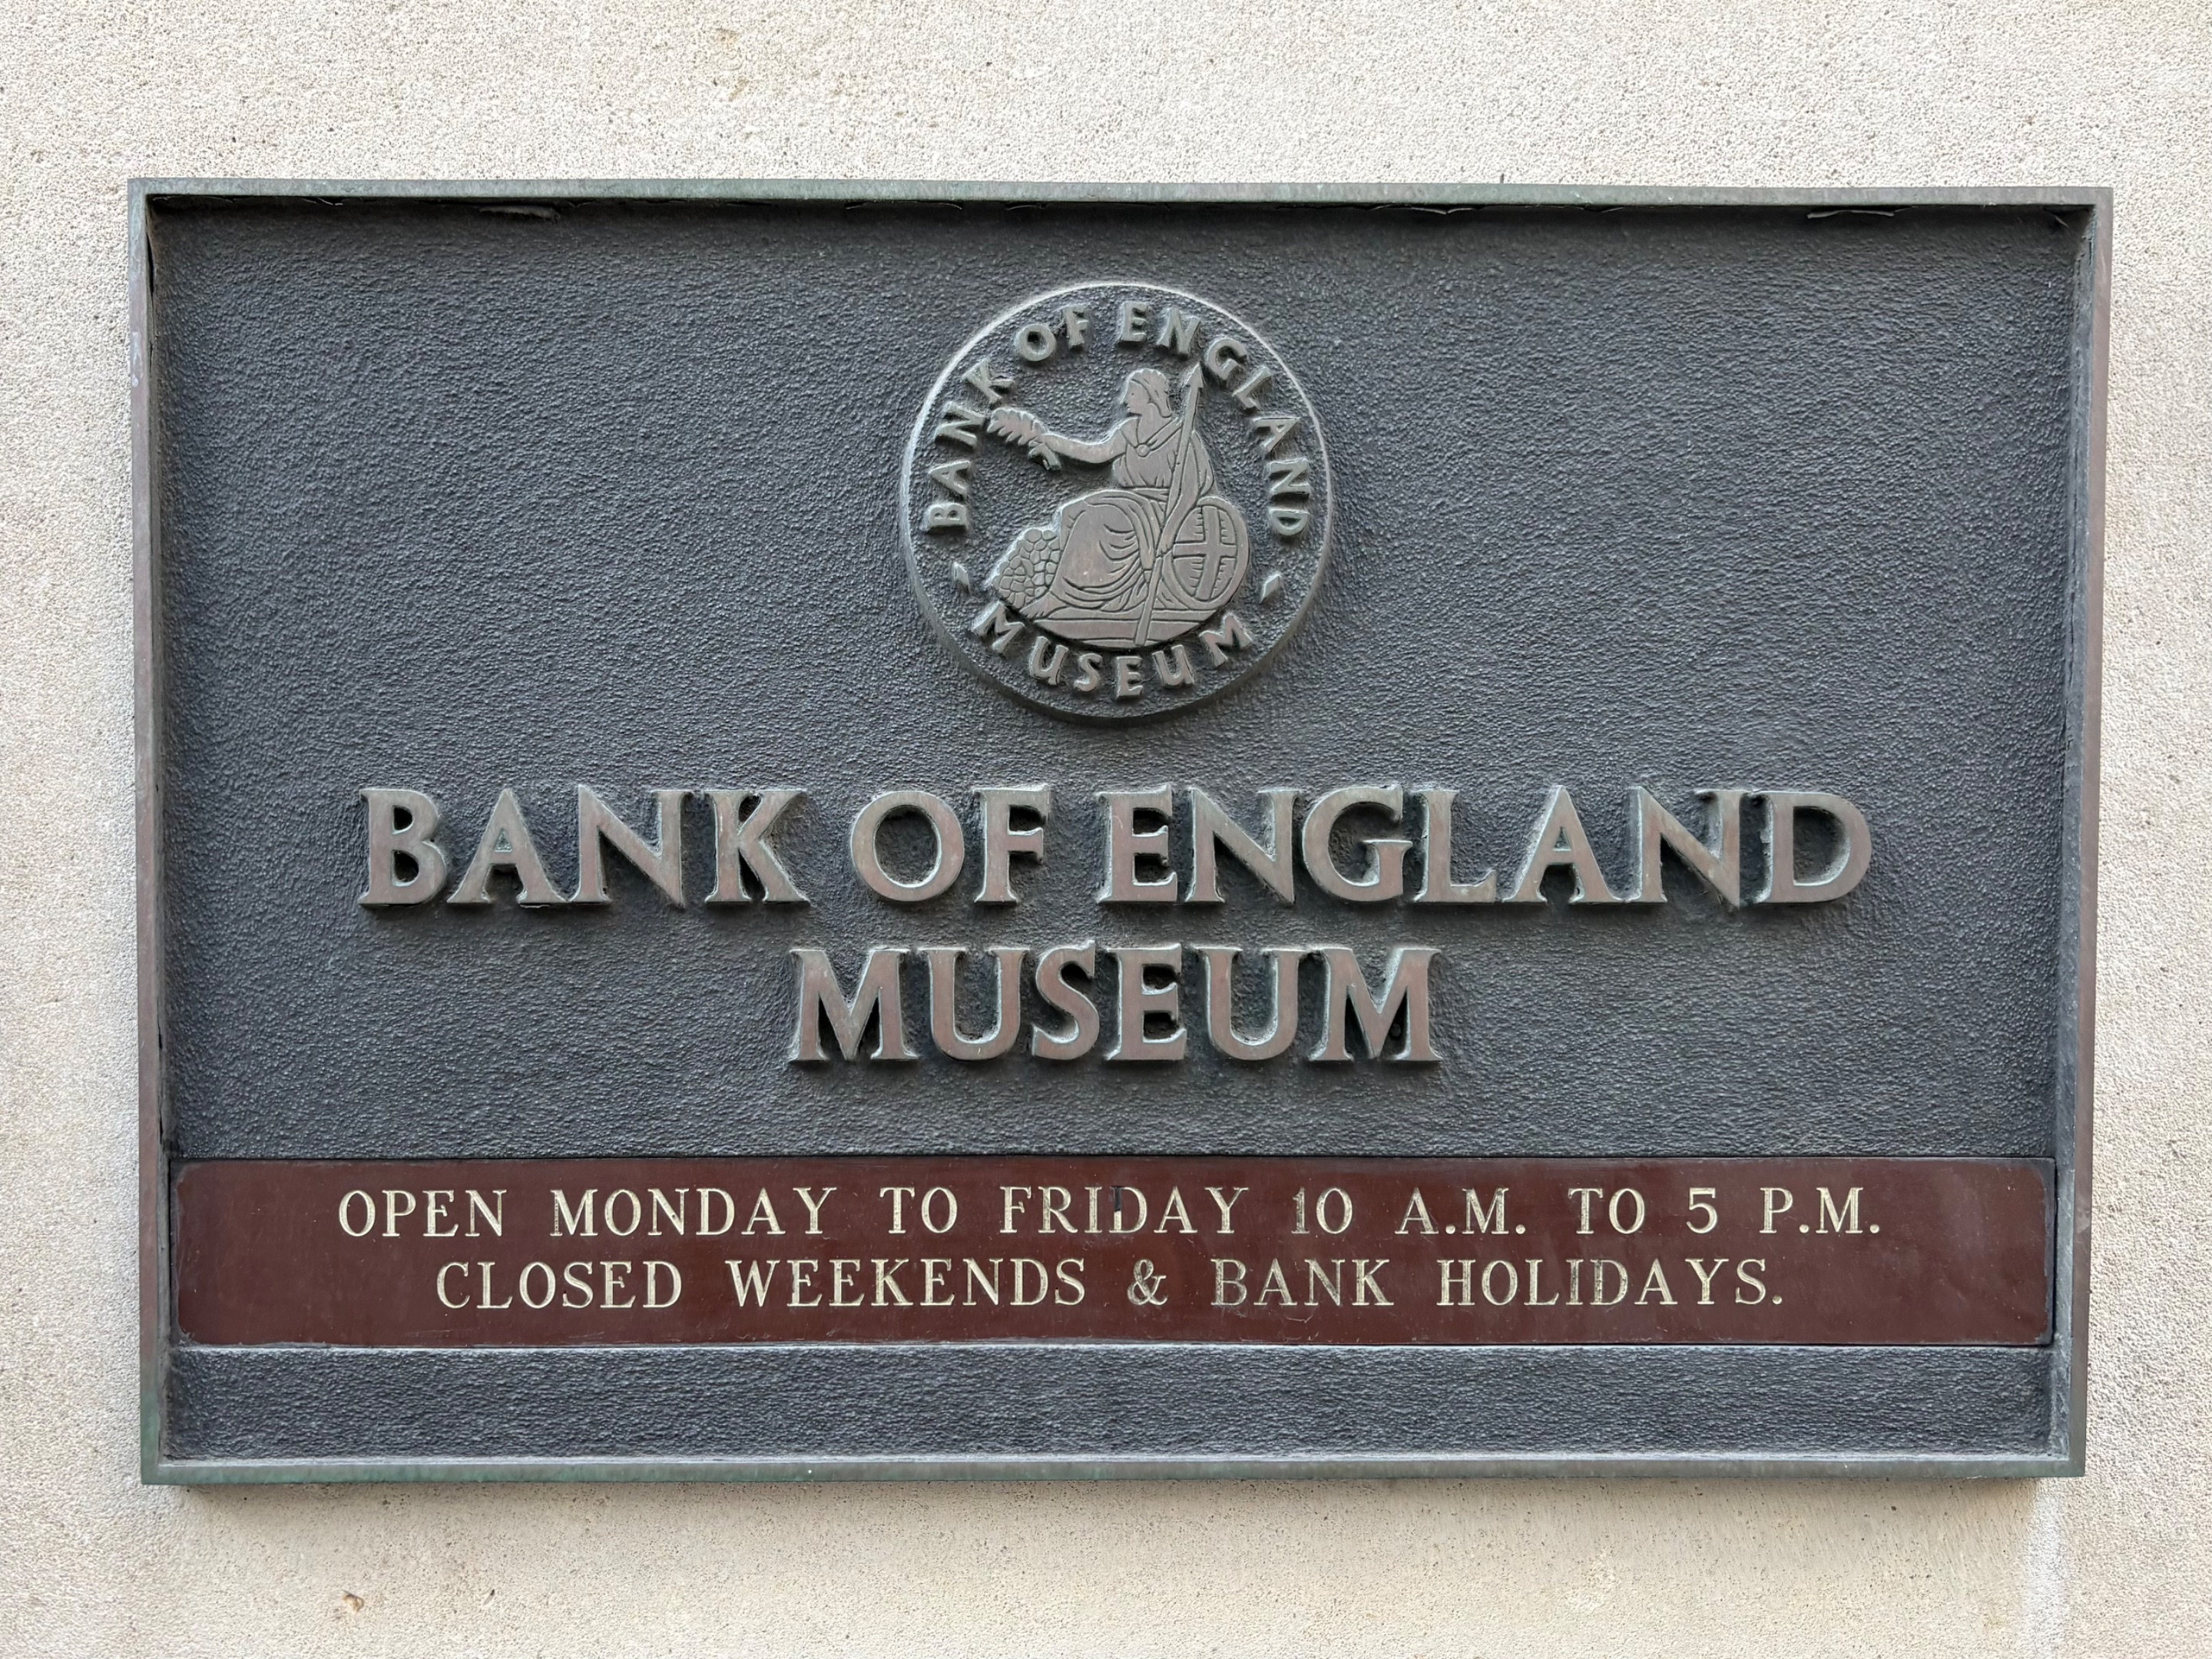 BANK OF ENGLAND
MUSEUM
BANK OF ENGLAND
MUSEUM
OPEN MONDAY TO FRIDAY 10 A.M. TO 5 P.M.
CLOSED WEEKENDS & BANK HOLIDAYS.